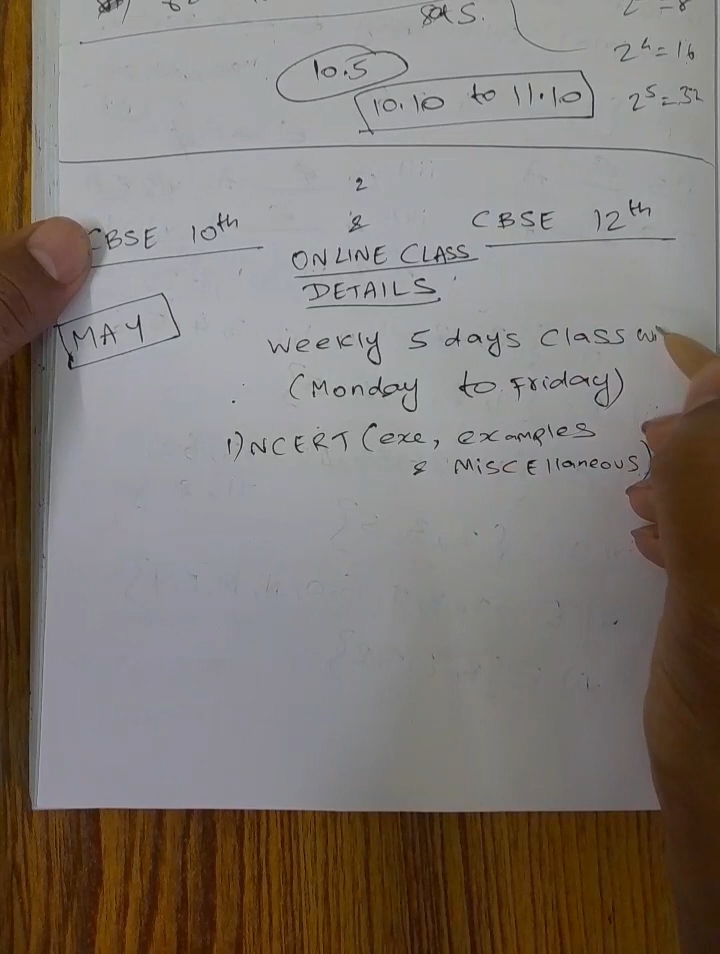 sets.
2⁴=16
10.5
10.10 to 11.10
2⁵=32
2
CBSE 10th & CBSE 12th
ONLINE CLASS
DETAILS
MAY
weekly 5 days class
(Monday to Friday)
1) NCERT (exe, examples
& MiSCEllaneous)